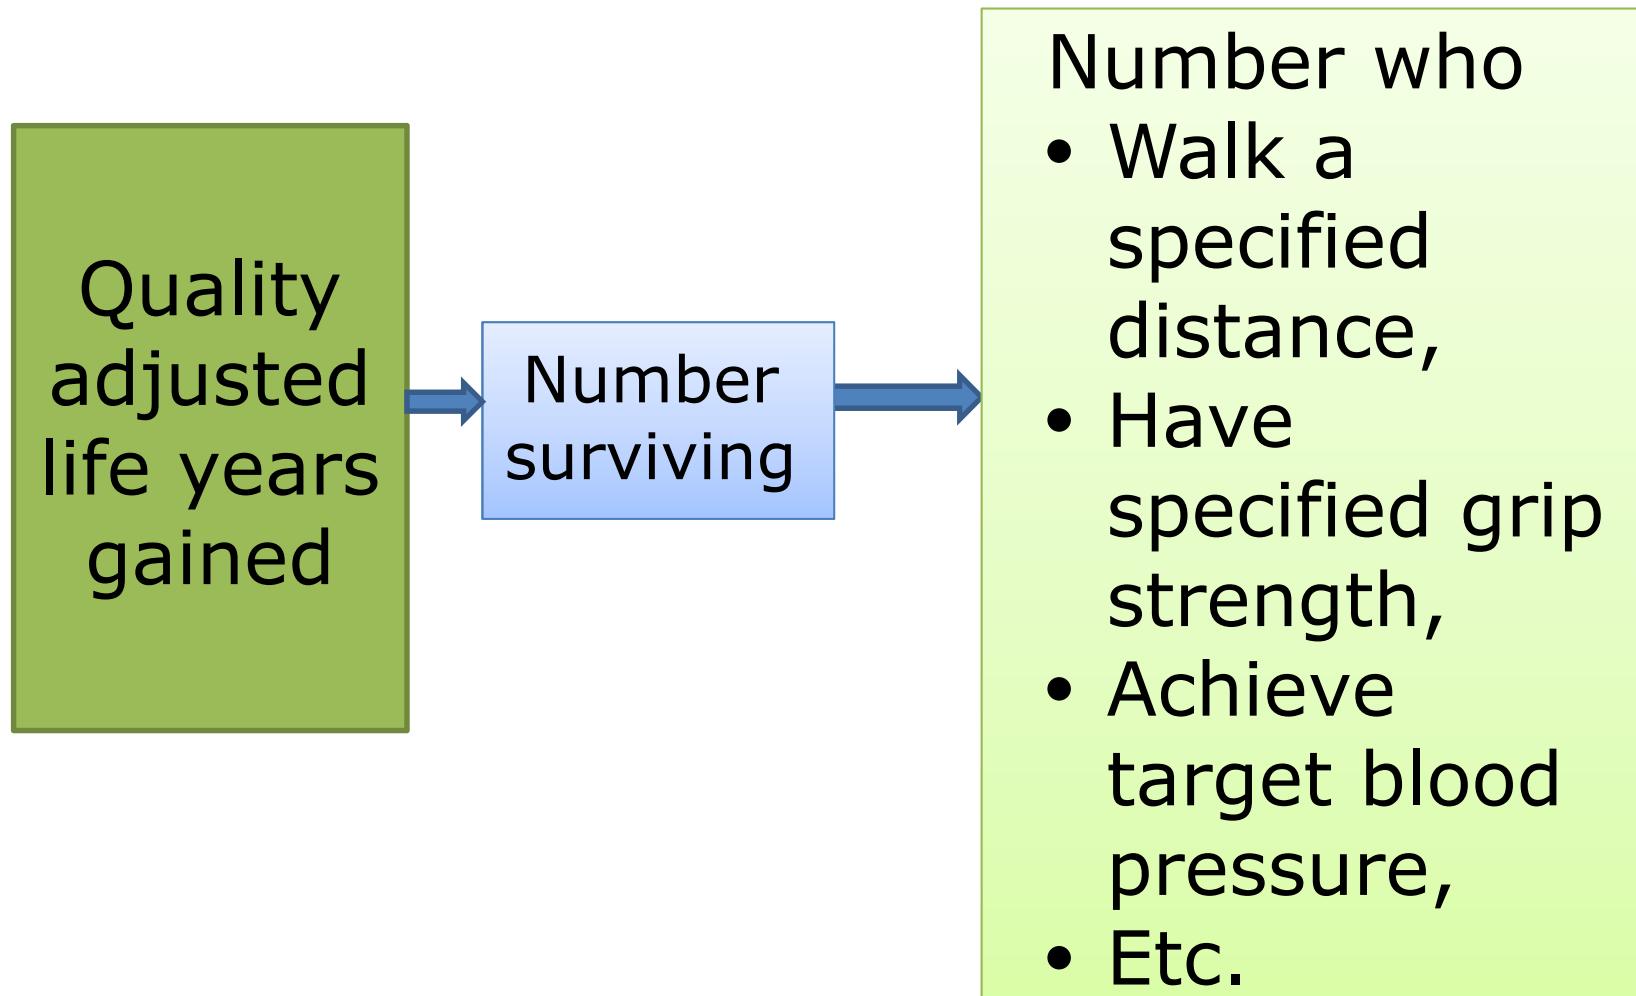 Quality
adjusted
life years
gained
Number
surviving
Number who
• Walk a
specified
distance,
• Have
specified grip
strength,
• Achieve
target blood
pressure,
• Etc.